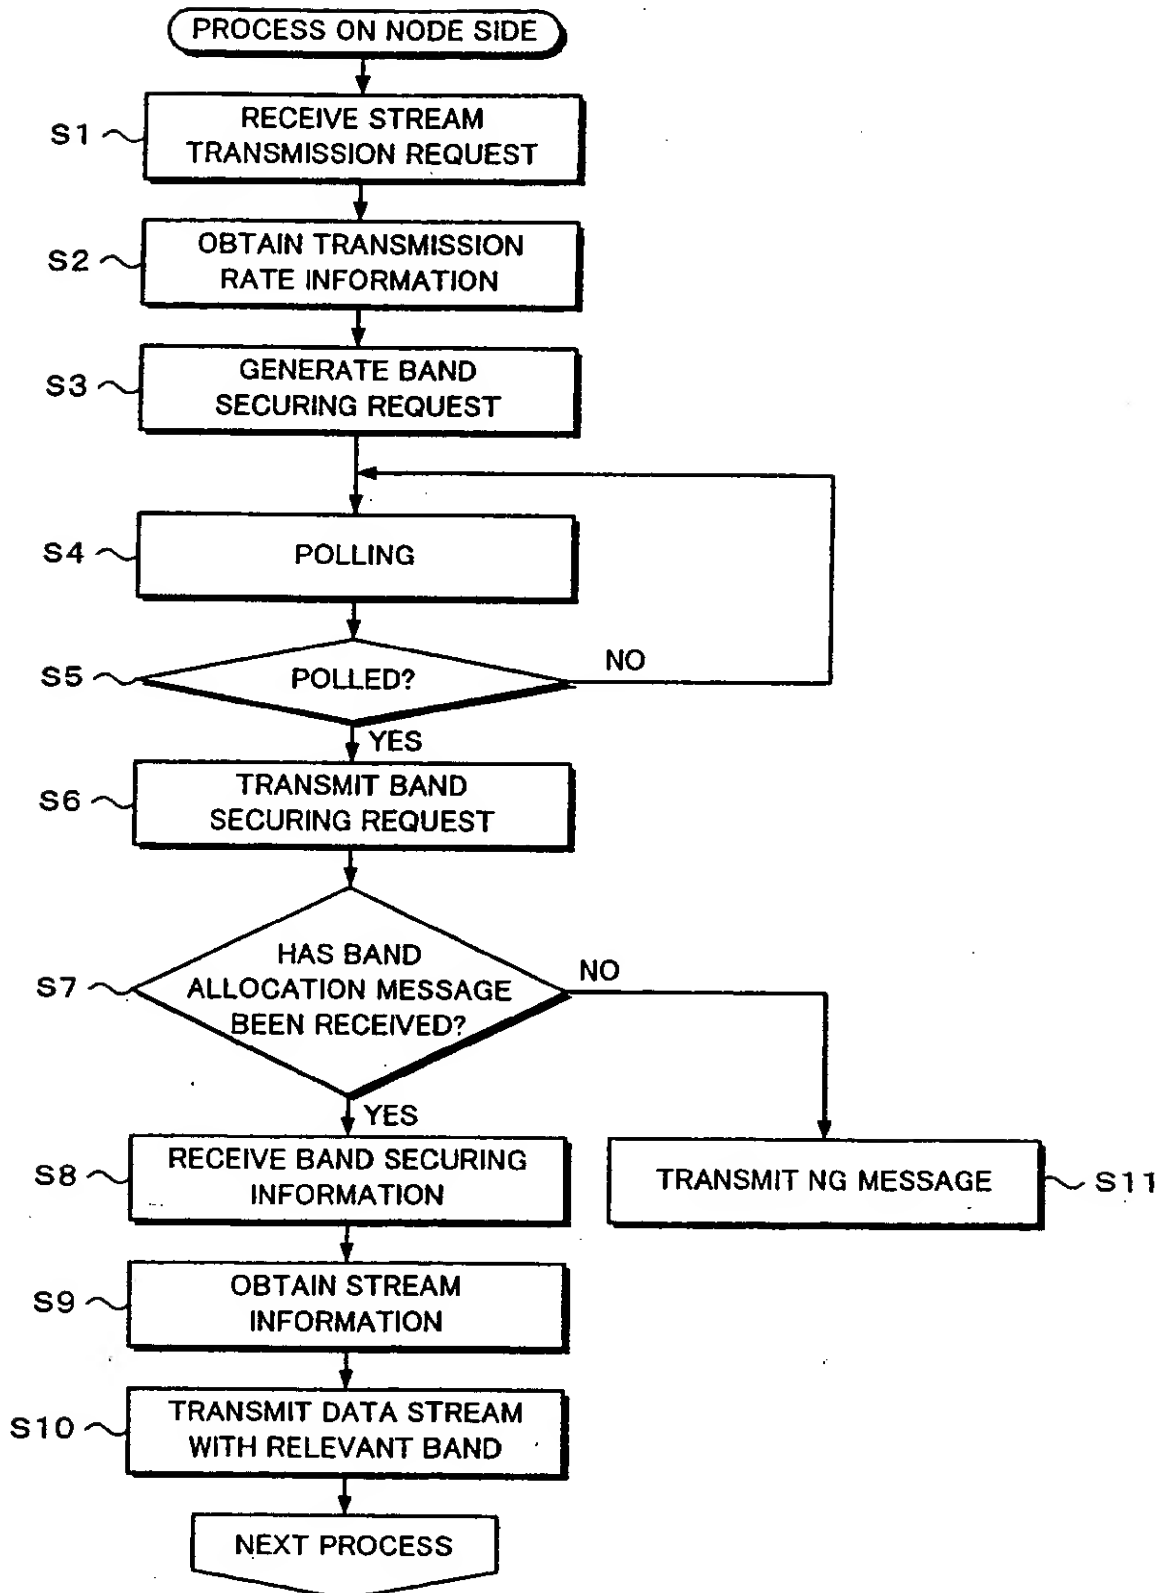 PROCESS ON NODE SIDE
S1
RECEIVE STREAM
TRANSMISSION REQUEST
S2
OBTAIN TRANSMISSION
RATE INFORMATION
S3
GENERATE BAND
SECURING REQUEST
S4
POLLING
S5
POLLED?
NO
YES
S6
TRANSMIT BAND
SECURING REQUEST
S7
HAS BAND
ALLOCATION MESSAGE
BEEN RECEIVED?
NO
YES
S8
RECEIVE BAND SECURING
INFORMATION
TRANSMIT NG MESSAGE
S11
S9
OBTAIN STREAM
INFORMATION
S10
TRANSMIT DATA STREAM
WITH RELEVANT BAND
NEXT PROCESS